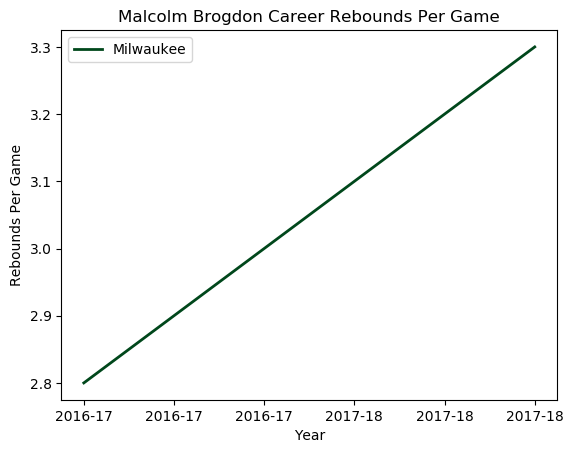 Malcolm Brogdon Career Rebounds Per Game
Milwaukee
3.3
3.2
3.1
3.0
2.9
2.8
Rebounds Per Game
2016-17 2016-17 2016-17 2017-18 2017-18 2017-18
Year